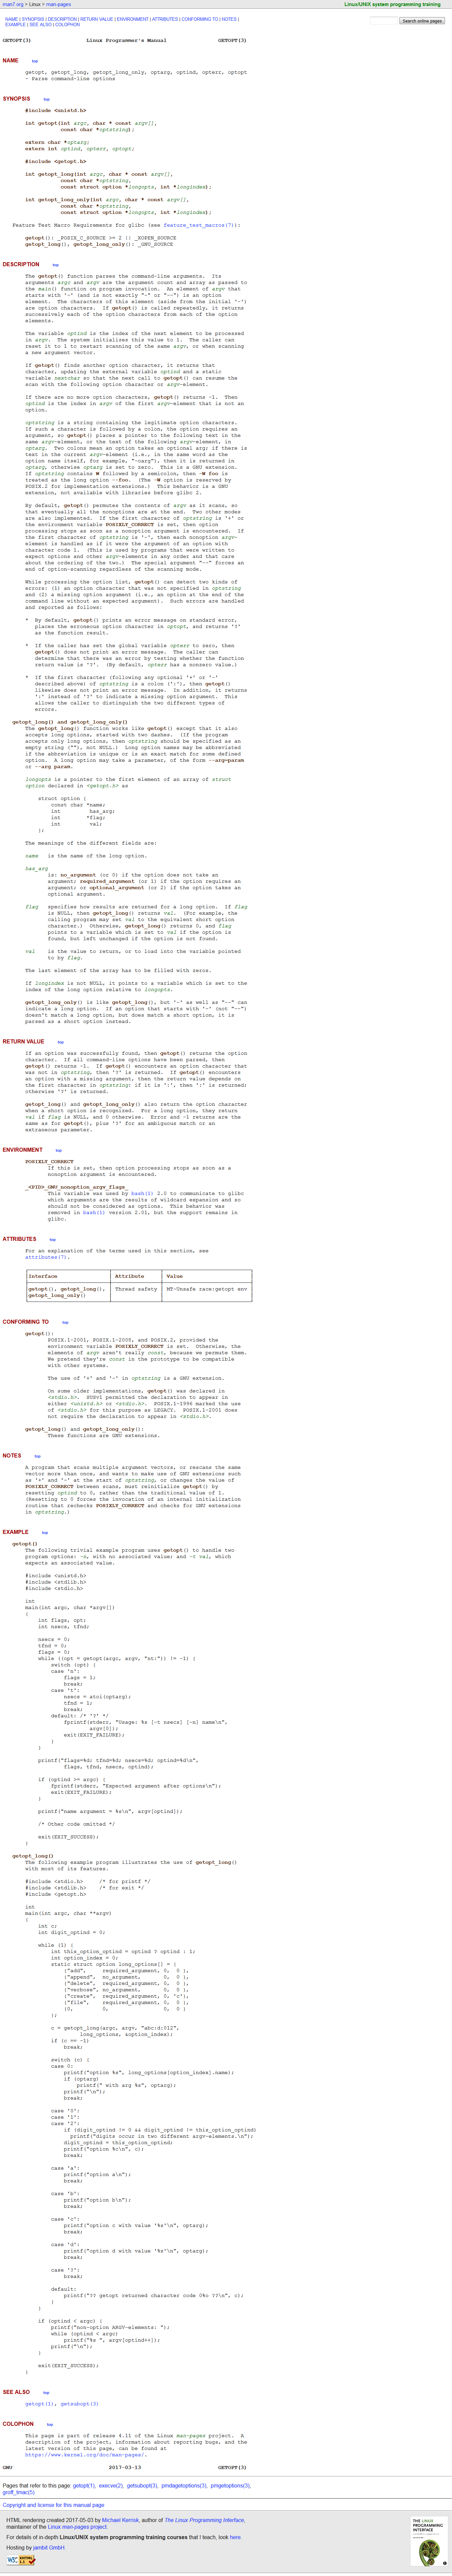 man7.org > Linux > man-pages
Linux/UNIX system programming training
NAME | SYNOPSIS | DESCRIPTION | RETURN VALUE | ENVIRONMENT | ATTRIBUTES | CONFORMING TO | NOTES |
EXAMPLE | SEE ALSO | COLOPHON
Search online pages
GETOPT(3) Linux Programmer's Manual GETOPT(3)
NAME top
getopt, getopt_long, getopt_long_only, optarg, optind, opterr, optopt
- Parse command-line options
SYNOPSIS top
#include <unistd.h>
int getopt(int argc, char * const argv[],
const char *optstring);
extern char *optarg;
extern int optind, opterr, optopt;
#include <getopt.h>
int getopt_long(int argc, char * const argv[],
const char *optstring,
const struct option *longopts, int *longindex);
int getopt_long_only(int argc, char * const argv[],
const char *optstring,
const struct option *longopts, int *longindex);
Feature Test Macro Requirements for glibc (see feature_test_macros(7)):
getopt(): _POSIX_C_SOURCE >= 2 || _XOPEN_SOURCE
getopt_long(), getopt_long_only(): _GNU_SOURCE
DESCRIPTION top
The getopt() function parses the command-line arguments. Its
arguments argc and argv are the argument count and array as passed to
the main() function on program invocation. An element of argv that
starts with '-' (and is not exactly "-" or "--") is an option
element. The characters of this element (aside from the initial '-')
are option characters. If getopt() is called repeatedly, it returns
successively each of the option characters from each of the option
elements.
The variable optind is the index of the next element to be processed
in argv. The system initializes this value to 1. The caller can
reset it to 1 to restart scanning of the same argv, or when scanning
a new argument vector.
If getopt() finds another option character, it returns that
character, updating the external variable optind and a static
variable nextchar so that the next call to getopt() can resume the
scan with the following option character or argv-element.
If there are no more option characters, getopt() returns -1. Then
optind is the index in argv of the first argv-element that is not an
option.
optstring is a string containing the legitimate option characters.
If such a character is followed by a colon, the option requires an
argument, so getopt() places a pointer to the following text in the
same argv-element, or the text of the following argv-element, in
optarg. Two colons mean an option takes an optional arg; if there is
text in the current argv-element (i.e., in the same word as the
option name itself, for example, "-oarg"), then it is returned in
optarg, otherwise optarg is set to zero. This is a GNU extension.
If optstring contains W followed by a semicolon, then -W foo is
treated as the long option --foo. (The -W option is reserved by
POSIX.2 for implementation extensions.) This behavior is a GNU
extension, not available with libraries before glibc 2.
By default, getopt() permutes the contents of argv as it scans, so
that eventually all the nonoptions are at the end. Two other modes
are also implemented. If the first character of optstring is '+' or
the environment variable POSIXLY_CORRECT is set, then option
processing stops as soon as a nonoption argument is encountered. If
the first character of optstring is '-', then each nonoption argv-
element is handled as if it were the argument of an option with
character code 1. (This is used by programs that were written to
expect options and other argv-elements in any order and that care
about the ordering of the two.) The special argument "--" forces an
end of option-scanning regardless of the scanning mode.
While processing the option list, getopt() can detect two kinds of
errors: (1) an option character that was not specified in optstring
and (2) a missing option argument (i.e., an option at the end of the
command line without an expected argument). Such errors are handled
and reported as follows:
* By default, getopt() prints an error message on standard error,
places the erroneous option character in optopt, and returns '?'
as the function result.
* If the caller has set the global variable opterr to zero, then
getopt() does not print an error message. The caller can
determine that there was an error by testing whether the function
return value is '?'. (By default, opterr has a nonzero value.)
* If the first character (following any optional '+' or '-'
described above) of optstring is a colon (':'), then getopt()
likewise does not print an error message. In addition, it returns
':' instead of '?' to indicate a missing option argument. This
allows the caller to distinguish the two different types of
errors.
getopt_long() and getopt_long_only()
The getopt_long() function works like getopt() except that it also
accepts long options, started with two dashes. (If the program
accepts only long options, then optstring should be specified as an
empty string (""), not NULL.) Long option names may be abbreviated
if the abbreviation is unique or is an exact match for some defined
option. A long option may take a parameter, of the form --arg=param
or --arg param.
longopts is a pointer to the first element of an array of struct
option declared in <getopt.h> as
struct option {
const char *name;
int has_arg;
int *flag;
int val;
};
The meanings of the different fields are:
name is the name of the long option.
has_arg
is: no_argument (or 0) if the option does not take an
argument; required_argument (or 1) if the option requires an
argument; or optional_argument (or 2) if the option takes an
optional argument.
flag specifies how results are returned for a long option. If flag
is NULL, then getopt_long() returns val. (For example, the
calling program may set val to the equivalent short option
character.) Otherwise, getopt_long() returns 0, and flag
points to a variable which is set to val if the option is
found, but left unchanged if the option is not found.
val is the value to return, or to load into the variable pointed
to by flag.
The last element of the array has to be filled with zeros.
If longindex is not NULL, it points to a variable which is set to the
index of the long option relative to longopts.
getopt_long_only() is like getopt_long(), but '-' as well as "--" can
indicate a long option. If an option that starts with '-' (not "--")
doesn't match a long option, but does match a short option, it is
parsed as a short option instead.
RETURN VALUE top
If an option was successfully found, then getopt() returns the option
character. If all command-line options have been parsed, then
getopt() returns -1. If getopt() encounters an option character that
was not in optstring, then '?' is returned. If getopt() encounters
an option with a missing argument, then the return value depends on
the first character in optstring: if it is ':', then ':' is returned;
otherwise '?' is returned.
getopt_long() and getopt_long_only() also return the option character
when a short option is recognized. For a long option, they return
val if flag is NULL, and 0 otherwise. Error and -1 returns are the
same as for getopt(), plus '?' for an ambiguous match or an
extraneous parameter.
ENVIRONMENT top
POSIXLY_CORRECT
If this is set, then option processing stops as soon as a
nonoption argument is encountered.
_<PID>_GNU_nonoption_argv_flags_
This variable was used by bash(1) 2.0 to communicate to glibc
which arguments are the results of wildcard expansion and so
should not be considered as options. This behavior was
removed in bash(1) version 2.01, but the support remains in
glibc.
ATTRIBUTES top
For an explanation of the terms used in this section, see
attributes(7).
Interface Attribute Value
getopt(), getopt_long(), Thread safety MT-Unsafe race:getopt env
getopt_long_only()
CONFORMING TO top
getopt():
POSIX.1-2001, POSIX.1-2008, and POSIX.2, provided the
environment variable POSIXLY_CORRECT is set. Otherwise, the
elements of argv aren't really const, because we permute them.
We pretend they're const in the prototype to be compatible
with other systems.
The use of '+' and '-' in optstring is a GNU extension.
On some older implementations, getopt() was declared in
<stdio.h>. SUSv1 permitted the declaration to appear in
either <unistd.h> or <stdio.h>. POSIX.1-1996 marked the use
of <stdio.h> for this purpose as LEGACY. POSIX.1-2001 does
not require the declaration to appear in <stdio.h>.
getopt_long() and getopt_long_only():
These functions are GNU extensions.
NOTES top
A program that scans multiple argument vectors, or rescans the same
vector more than once, and wants to make use of GNU extensions such
as '+' and '-' at the start of optstring, or changes the value of
POSIXLY_CORRECT between scans, must reinitialize getopt() by
resetting optind to 0, rather than the traditional value of 1.
(Resetting to 0 forces the invocation of an internal initialization
routine that rechecks POSIXLY_CORRECT and checks for GNU extensions
in optstring.)
EXAMPLE top
getopt()
The following trivial example program uses getopt() to handle two
program options: -n, with no associated value; and -t val, which
expects an associated value.
#include <unistd.h>
#include <stdlib.h>
#include <stdio.h>
int
main(int argc, char *argv[])
{
int flags, opt;
int nsecs, tfnd;
nsecs = 0;
tfnd = 0;
flags = 0;
while ((opt = getopt(argc, argv, "nt:")) != -1) {
switch (opt) {
case 'n':
flags = 1;
break;
case 't':
nsecs = atoi(optarg);
tfnd = 1;
break;
default: /* '?' */
fprintf(stderr, "Usage: %s [-t nsecs] [-n] name\n",
argv[0]);
exit(EXIT_FAILURE);
}
}
printf("flags=%d; tfnd=%d; nsecs=%d; optind=%d\n",
flags, tfnd, nsecs, optind);
if (optind >= argc) {
fprintf(stderr, "Expected argument after options\n");
exit(EXIT_FAILURE);
}
printf("name argument = %s\n", argv[optind]);
/* Other code omitted */
exit(EXIT_SUCCESS);
}
getopt_long()
The following example program illustrates the use of getopt_long()
with most of its features.
#include <stdio.h> /* for printf */
#include <stdlib.h> /* for exit */
#include <getopt.h>
int
main(int argc, char **argv)
{
int c;
int digit_optind = 0;
while (1) {
int this_option_optind = optind ? optind : 1;
int option_index = 0;
static struct option long_options[] = {
{"add", required_argument, 0, 0 },
{"append", no_argument, 0, 0 },
{"delete", required_argument, 0, 0 },
{"verbose", no_argument, 0, 0 },
{"create", required_argument, 0, 'c'},
{"file", required_argument, 0, 0 },
{0, 0, 0, 0 }
};
c = getopt_long(argc, argv, "abc:d:012",
long_options, &option_index);
if (c == -1)
break;
switch (c) {
case 0:
printf("option %s", long_options[option_index].name);
if (optarg)
printf(" with arg %s", optarg);
printf("\n");
break;
case '0':
case '1':
case '2':
if (digit_optind != 0 && digit_optind != this_option_optind)
printf("digits occur in two different argv-elements.\n");
digit_optind = this_option_optind;
printf("option %c\n", c);
break;
case 'a':
printf("option a\n");
break;
case 'b':
printf("option b\n");
break;
case 'c':
printf("option c with value '%s'\n", optarg);
break;
case 'd':
printf("option d with value '%s'\n", optarg);
break;
case '?':
break;
default:
printf("?? getopt returned character code 0%o ??\n", c);
}
}
if (optind < argc) {
printf("non-option ARGV-elements: ");
while (optind < argc)
printf("%s ", argv[optind++]);
printf("\n");
}
exit(EXIT_SUCCESS);
}
SEE ALSO top
getopt(1), getsubopt(3)
COLOPHON top
This page is part of release 4.11 of the Linux man-pages project. A
description of the project, information about reporting bugs, and the
latest version of this page, can be found at
https://www.kernel.org/doc/man-pages/.
GNU 2017-03-13 GETOPT(3)
Pages that refer to this page: getopt(1), execve(2), getsubopt(3), pmdagetoptions(3), pmgetoptions(3),
groff_tmac(5)
Copyright and license for this manual page
HTML rendering created 2017-05-03 by Michael Kerrisk, author of The Linux Programming Interface,
maintainer of the Linux man-pages project.
For details of in-depth Linux/UNIX system programming training courses that I teach, look here.
Hosting by jambit GmbH.
W3C
THE LINUX
PROGRAMMING
INTERFACE